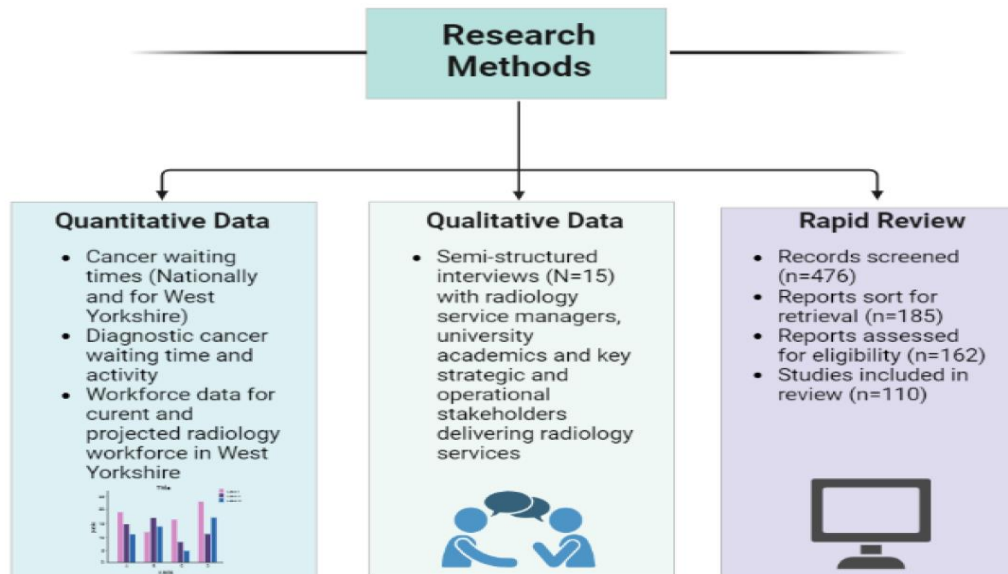 Research
Methods
Quantitative Data
• Cancer waiting
times (Nationally
and for West
Yorkshire)
• Diagnostic cancer
waiting time and
activity
• Workforce data for
curent and
projected radiology
workforce in West
Yorkshire
Title
Qualitative Data
• Semi-structured
interviews (N=15)
with radiology
service managers,
university
academics and key
strategic and
operational
stakeholders
delivering radiology
services
Rapid Review
• Records screened
(n=476)
• Reports sort for
retrieval (n=185)
• Reports assessed
for eligibility (n=162)
• Studies included in
review (n=110)